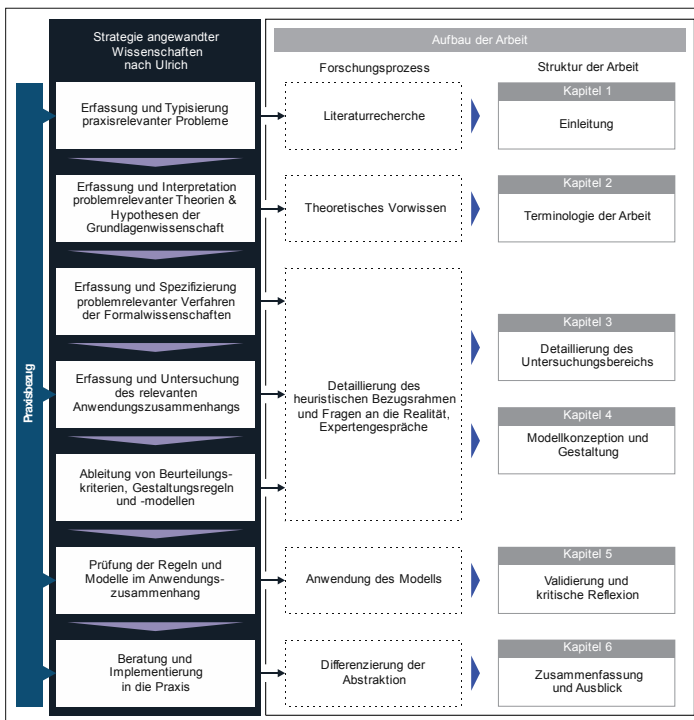 Strategie angewandter
Wissenschaften
nach Ulrich
Aufbau der Arbeit
Forschungsprozess
Struktur der Arbeit
Praxisbezug
Erfassung und Typisierung
praxisrelevanter Probleme
Literaturrecherche
Kapitel 1
Einleitung
Erfassung und Interpretation
problemrelevanter Theorien &
Hypothesen der
Grundlagenwissenschaft
Theoretisches Vorwissen
Kapitel 2
Terminologie der Arbeit
Erfassung und Spezifizierung
problemrelevanter Verfahren
der Formalwissenschaften
Erfassung und Untersuchung
des relevanten
Anwendungszusammenhangs
Ableitung von Beurteilungs-
kriterien, Gestaltungsregeln
und -modellen
Detaillierung des
heuristischen Bezugsrahmen
und Fragen an die Realität,
Expertengespräche
Kapitel 3
Detaillierung des
Untersuchungsbereichs
Kapitel 4
Modellkonzeption und
Gestaltung
Prüfung der Regeln und
Modelle im Anwendungs-
zusammenhang
Anwendung des Modells
Kapitel 5
Validierung und
kritische Reflexion
Beratung und
Implementierung
in die Praxis
Differenzierung der
Abstraktion
Kapitel 6
Zusammenfassung
und Ausblick